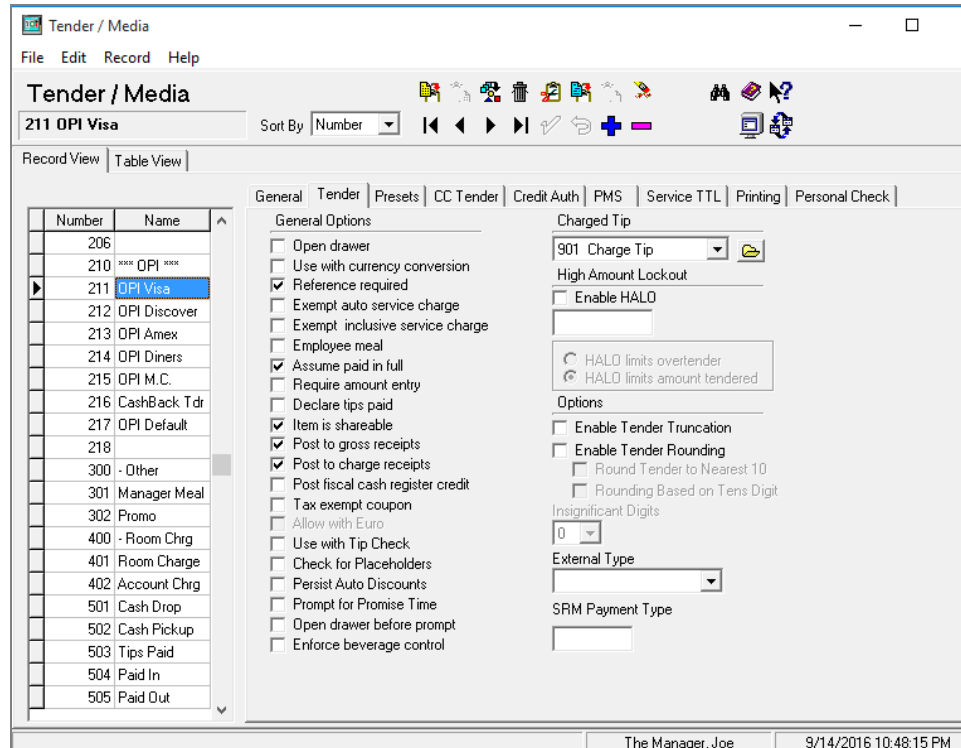 Tender / Media
File Edit Record Help
Tender / Media
211 OPI Visa
Sort By Number
Record View Table View
General Tender Presets CC Tender Credit Auth PMS Service TTL Printing Personal Check
Number Name
206
210 *** OPI ***
211 OPI Visa
212 OPI Discover
213 OPI Amex
214 OPI Diners
215 OPI M.C.
216 CashBack Tdr
217 OPI Default
218
300 - Other
301 Manager Meal
302 Promo
400 - Room Chrg
401 Room Charge
402 Account Chrg
501 Cash Drop
502 Cash Pickup
503 Tips Paid
504 Paid In
505 Paid Out
General Options
Open drawer
Use with currency conversion
Reference required
Exempt auto service charge
Exempt inclusive service charge
Employee meal
Assume paid in full
Require amount entry
Declare tips paid
Item is shareable
Post to gross receipts
Post to charge receipts
Post fiscal cash register credit
Tax exempt coupon
Allow with Euro
Use with Tip Check
Check for Placeholders
Persist Auto Discounts
Prompt for Promise Time
Open drawer before prompt
Enforce beverage control
Charged Tip
901 Charge Tip
High Amount Lockout
Enable HALO
HALO limits overtender
HALO limits amount tendered
Options
Enable Tender Truncation
Enable Tender Rounding
Round Tender to Nearest 10
Rounding Based on Tens Digit
Insignificant Digits
0
External Type
SRM Payment Type
The Manager, Joe 9/14/2016 10:48:15 PM